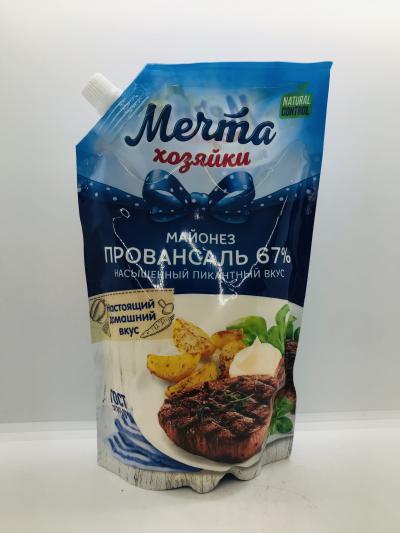 NATURAL
CONTROL
Мечта
хозяйки
МАЙОНЕЗ
ПРОВАНСАЛЬ 67%
НАСЫЩЕННЫЙ ПИКАНТНЫЙ ВКУС
Настоящий
домашний
вкус
ГОСТ